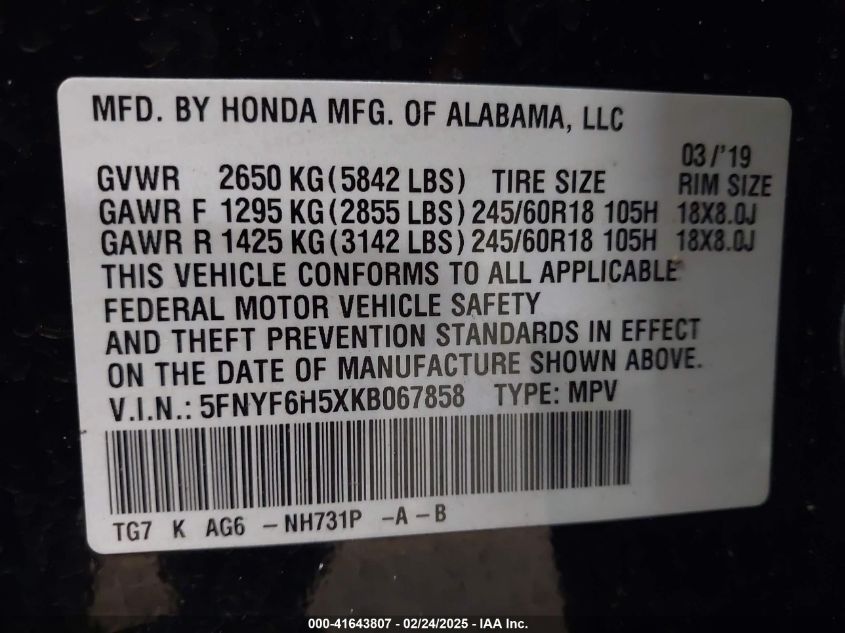 MFD. BY HONDA MFG. OF ALABAMA, LLC
03/'19
GVWR 2650 KG(5842 LBS) TIRE SIZE RIM SIZE
GAWR F 1295 KG(2855 LBS) 245/60R18 105H 18X8.0J
GAWR R 1425 KG(3142 LBS) 245/60R18 105H 18X8.0J
THIS VEHICLE CONFORMS TO ALL APPLICABLE
FEDERAL MOTOR VEHICLE SAFETY
AND THEFT PREVENTION STANDARDS IN EFFECT
ON THE DATE OF MANUFACTURE SHOWN ABOVE.
V.I.N.: 5FNYF6H5XKB067858 TYPE: MPV
TG7 K AG6 -NH731P -A-B
000-41643807 - 02/24/2025 - IAA Inc.